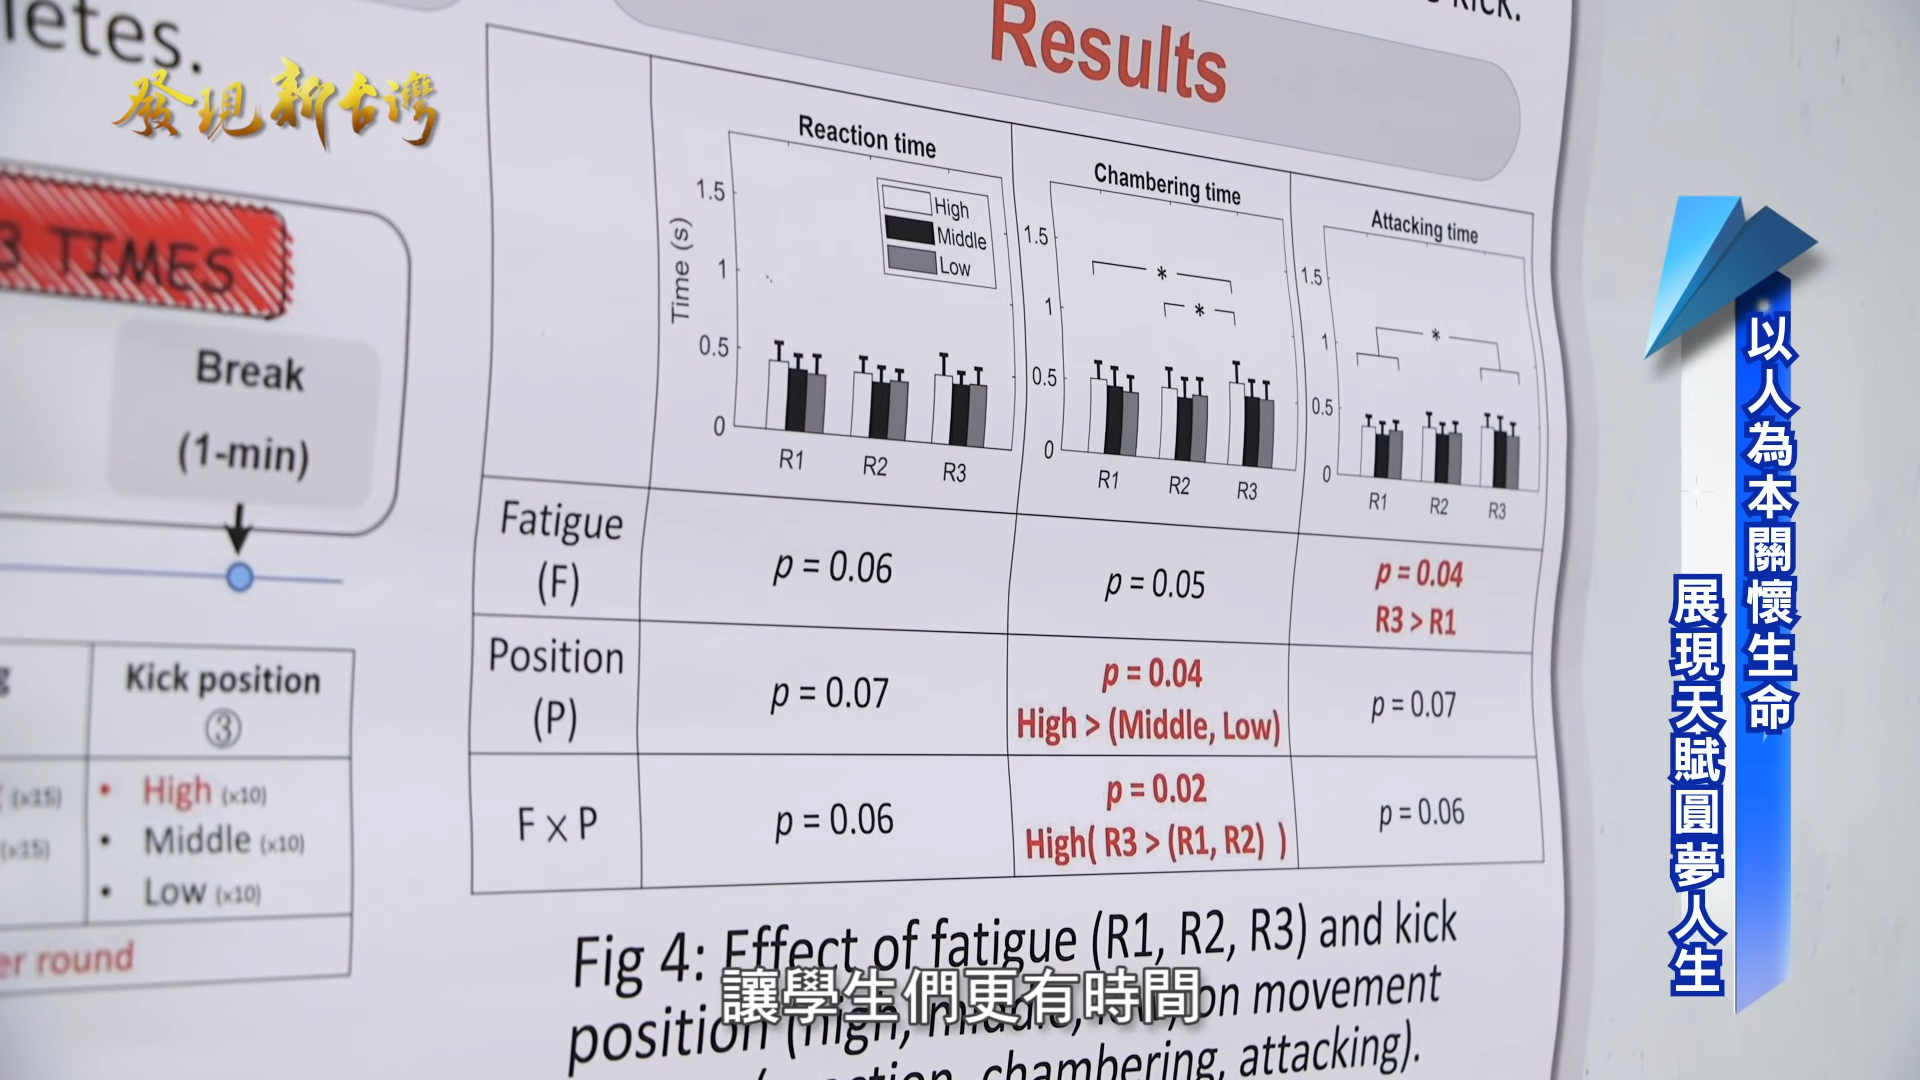 letes.
發現新台灣
3 TIMES
Break
(1-min)
Kick position
③
(x15)
High (x10)
(x15)
Middle (x10)
Low (x10)
er round
kick.
Results
Reaction time
Chambering time
Attacking time
Time (s)
1.5
1
0.5
0
High
Middle
Low
R1 R2 R3
1.5
1
0.5
0
* *
R1 R2 R3
1.5
1
0.5
0
*
R1 R2 R3
Fatigue
(F)
p = 0.06
p = 0.05
p = 0.04
R3 > R1
Position
(P)
p = 0.07
p = 0.04
High > (Middle, Low)
p = 0.07
F x P
p = 0.06
p = 0.02
High( R3 > (R1, R2) )
p = 0.06
Fig 4: Effect of fatigue (R1, R2, R3) and kick
position (high, middle, low) on movement
chambering, attacking).
讓學生們更有時間
以人為本關懷生命
展現天賦圓夢人生